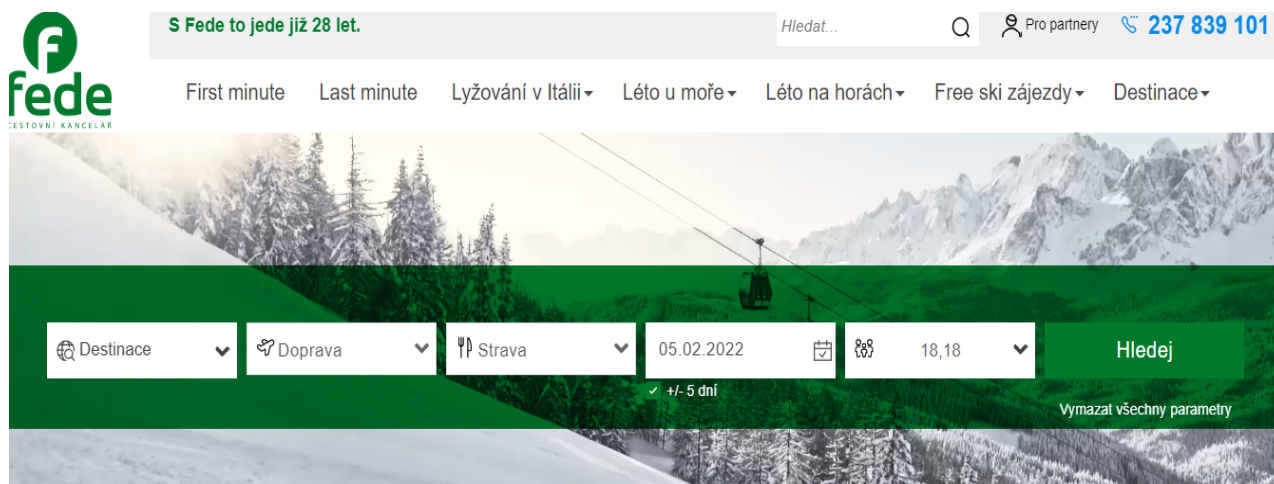 f
fede
CESTOVNÍ KANCELÁŘ
S Fede to jede již 28 let.
Hledat...
Pro partnery
237 839 101
First minute
Last minute
Lyžování v Itálii
Léto u moře
Léto na horách
Free ski zájezdy
Destinace
Destinace
Doprava
Strava
05.02.2022
18,18
Hledej
+/- 5 dní
Vymazat všechny parametry